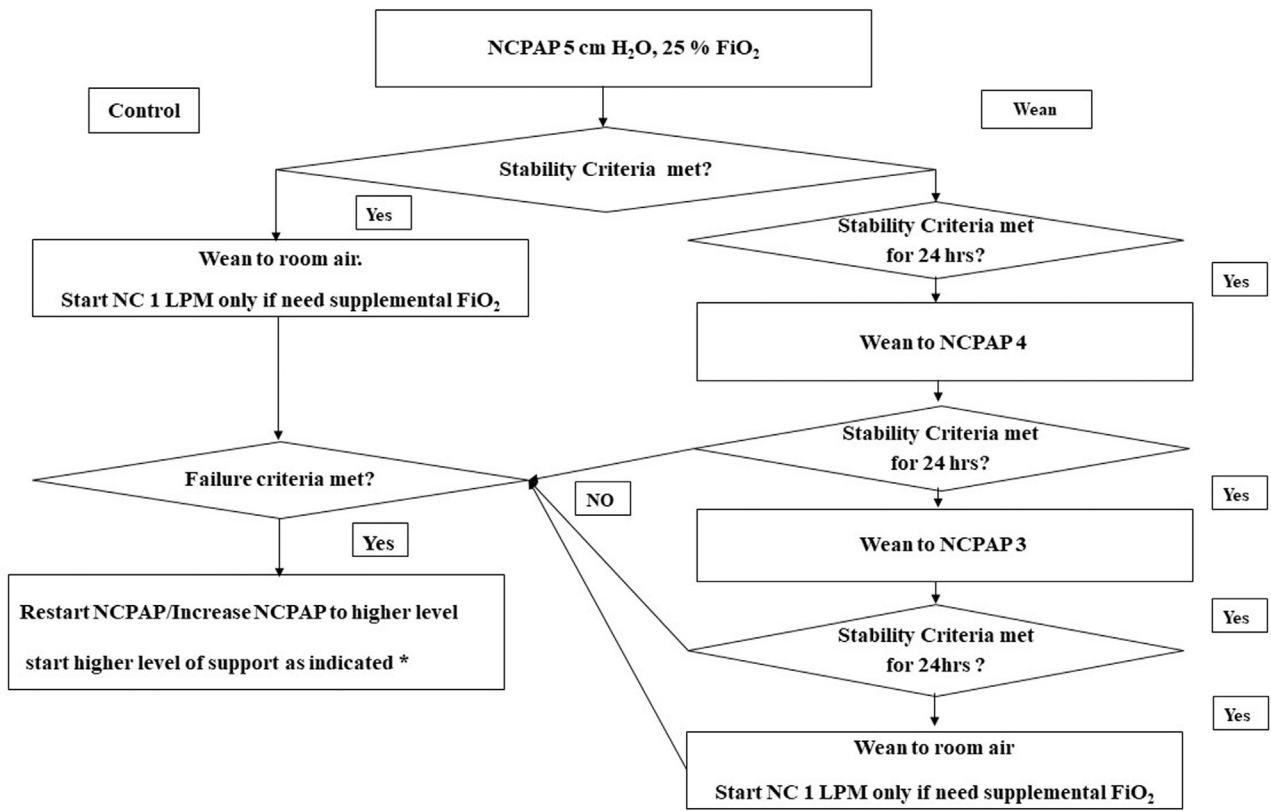 NCPAP 5 cm H₂O, 25 % FiO₂
Control
Wean
Stability Criteria met?
Yes
Wean to room air.
Start NC 1 LPM only if need supplemental FiO₂
Stability Criteria met
for 24 hrs?
Yes
Wean to NCPAP 4
Stability Criteria met
for 24 hrs?
Failure criteria met?
NO
Yes
Yes
Wean to NCPAP 3
Restart NCPAP/Increase NCPAP to higher level
start higher level of support as indicated *
Yes
Stability Criteria met
for 24hrs ?
Yes
Wean to room air
Start NC 1 LPM only if need supplemental FiO₂